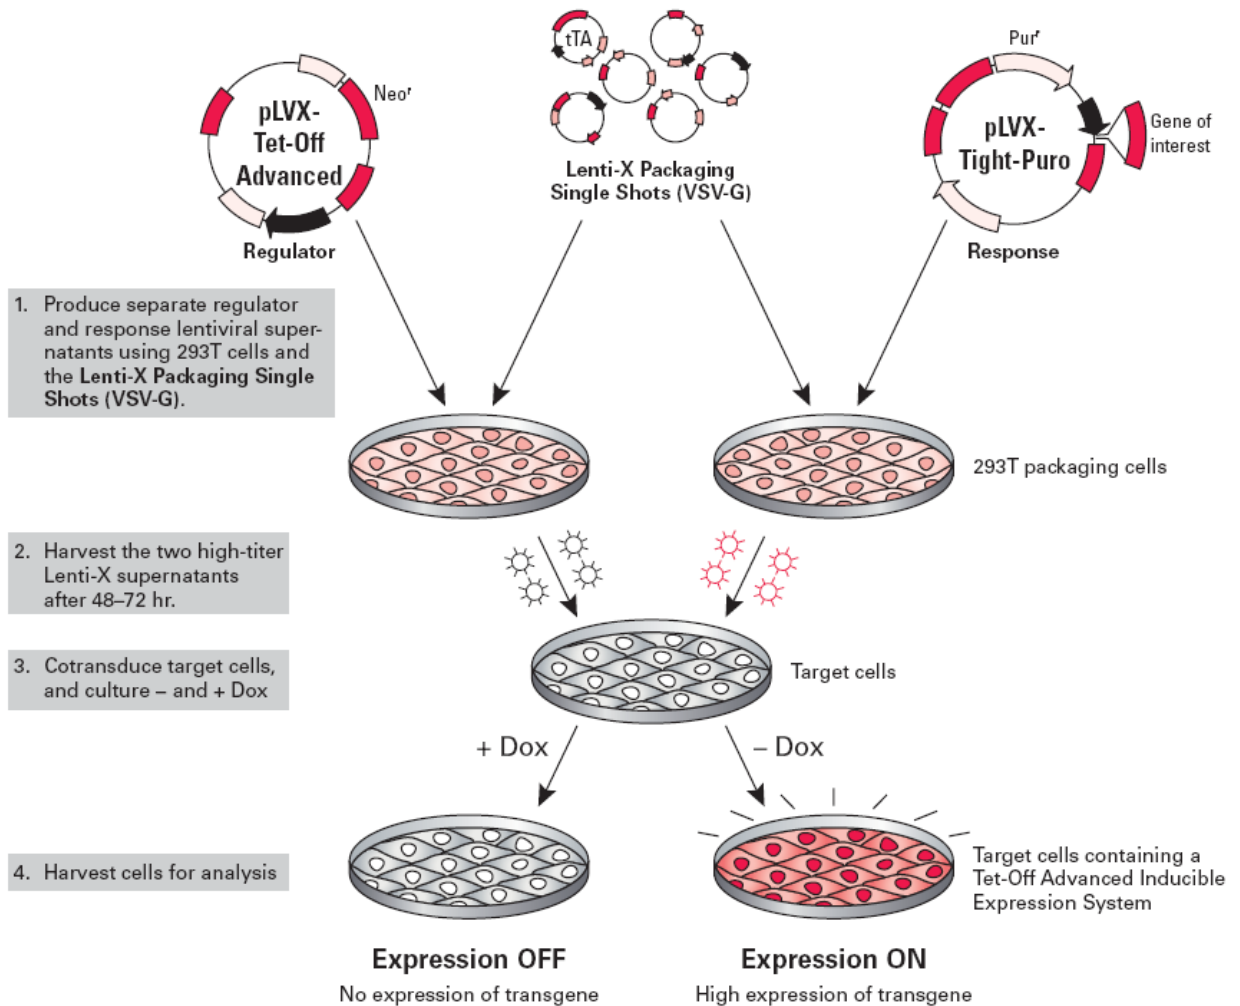 pLVX-
Tet-Off
Advanced
Neoʳ
Regulator
tTA
Lenti-X Packaging
Single Shots (VSV-G)
Purʳ
pLVX-
Tight-Puro
Gene of
interest
Response
1. Produce separate regulator
and response lentiviral super-
natants using 293T cells and
the Lenti-X Packaging Single
Shots (VSV-G).
293T packaging cells
2. Harvest the two high-titer
Lenti-X supernatants
after 48–72 hr.
3. Cotransduce target cells,
and culture – and + Dox
Target cells
+ Dox
– Dox
4. Harvest cells for analysis
Target cells containing a
Tet-Off Advanced Inducible
Expression System
Expression OFF
No expression of transgene
Expression ON
High expression of transgene